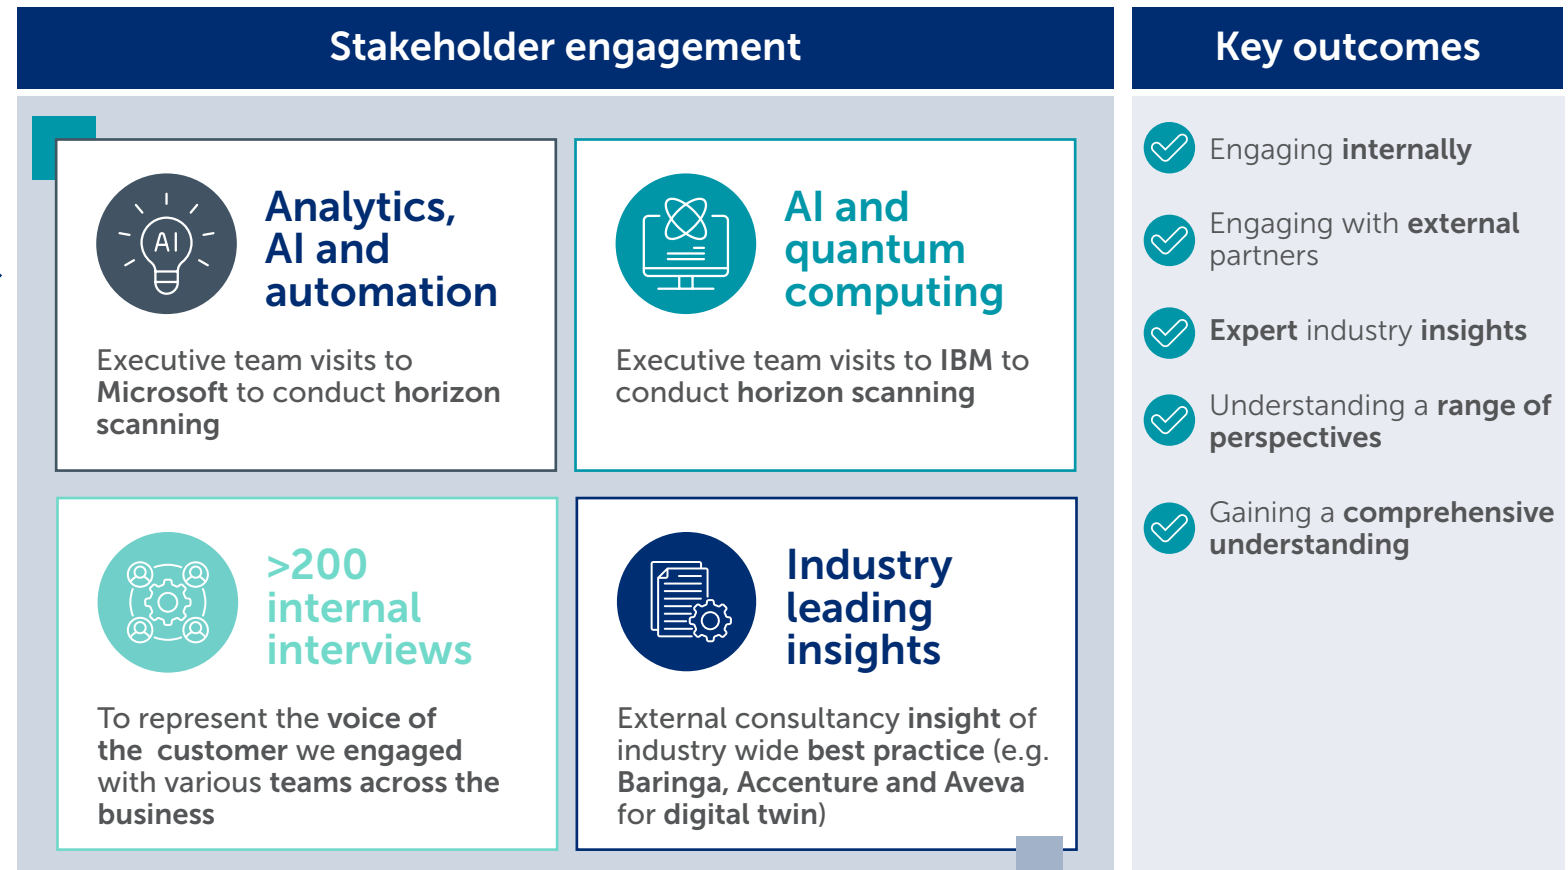 Stakeholder engagement
Analytics,
AI and
automation
AI
Executive team visits to
Microsoft to conduct horizon
scanning
AI and
quantum
computing
Executive team visits to IBM to
conduct horizon scanning
>200
internal
interviews
To represent the voice of
the customer we engaged
with various teams across the
business
Industry
leading
insights
External consultancy insight of
industry wide best practice (e.g.
Baringa, Accenture and Aveva
for digital twin)
Key outcomes
Engaging internally
Engaging with external
partners
Expert industry insights
Understanding a range of
perspectives
Gaining a comprehensive
understanding